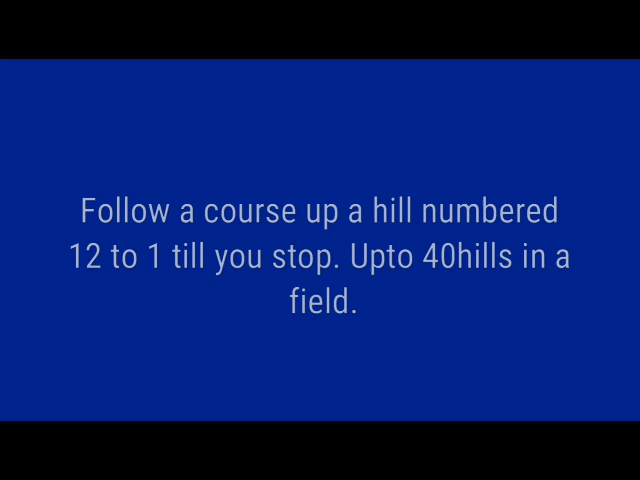 Follow a course up a hill numbered
12 to 1 till you stop. Upto 40hills in a
field.